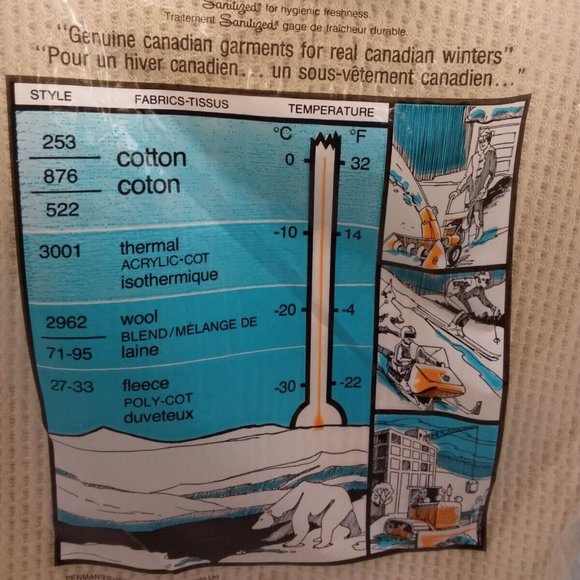 Sanitized® for hygienic freshness.
Traitement Sanitized® gage de fraîcheur durable.
"Genuine canadian garments for real canadian winters"
"Pour un hiver canadien... un sous-vêtement canadien..."
STYLE FABRICS-TISSUS TEMPERATURE
°C °F
253
876
522
cotton
coton
0 32
-10 14
3001
thermal
ACRYLIC-COT
isothermique
-20 -4
2962
71-95
wool
BLEND/MÉLANGE DE
laine
27-33
fleece
POLY-COT
duveteux
-30 -22
PENMANS